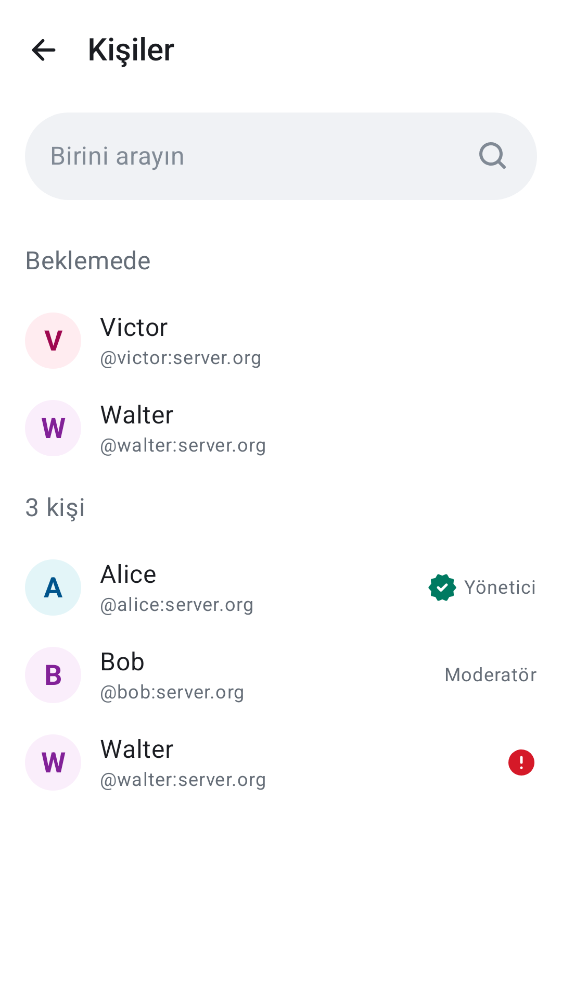 Kişiler
Birini arayın
Beklemede
V
Victor
@victor:server.org
W
Walter
@walter:server.org
3 kişi
A
Alice
@alice:server.org
Yönetici
B
Bob
@bob:server.org
Moderatör
W
Walter
@walter:server.org